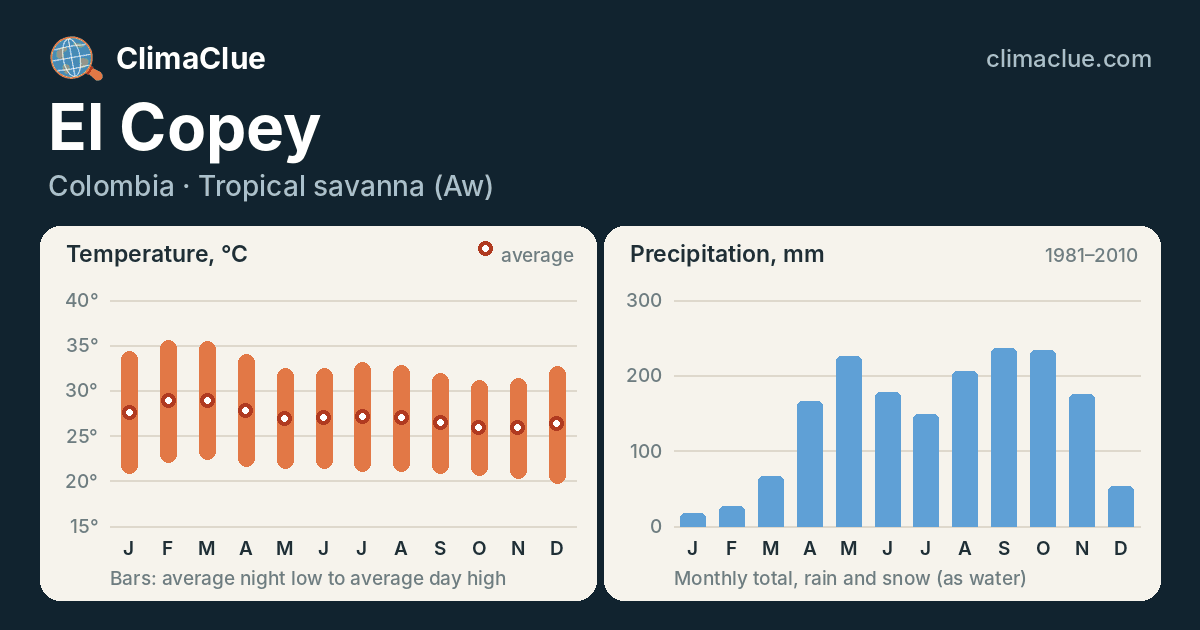 ClimaClue
climaclue.com
El Copey
Colombia · Tropical savanna (Aw)
Temperature, °C
average
40°
35°
30°
25°
20°
15°
J F M A M J J A S O N D
Bars: average night low to average day high
Precipitation, mm
1981–2010
300
200
100
0
J F M A M J J A S O N D
Monthly total, rain and snow (as water)